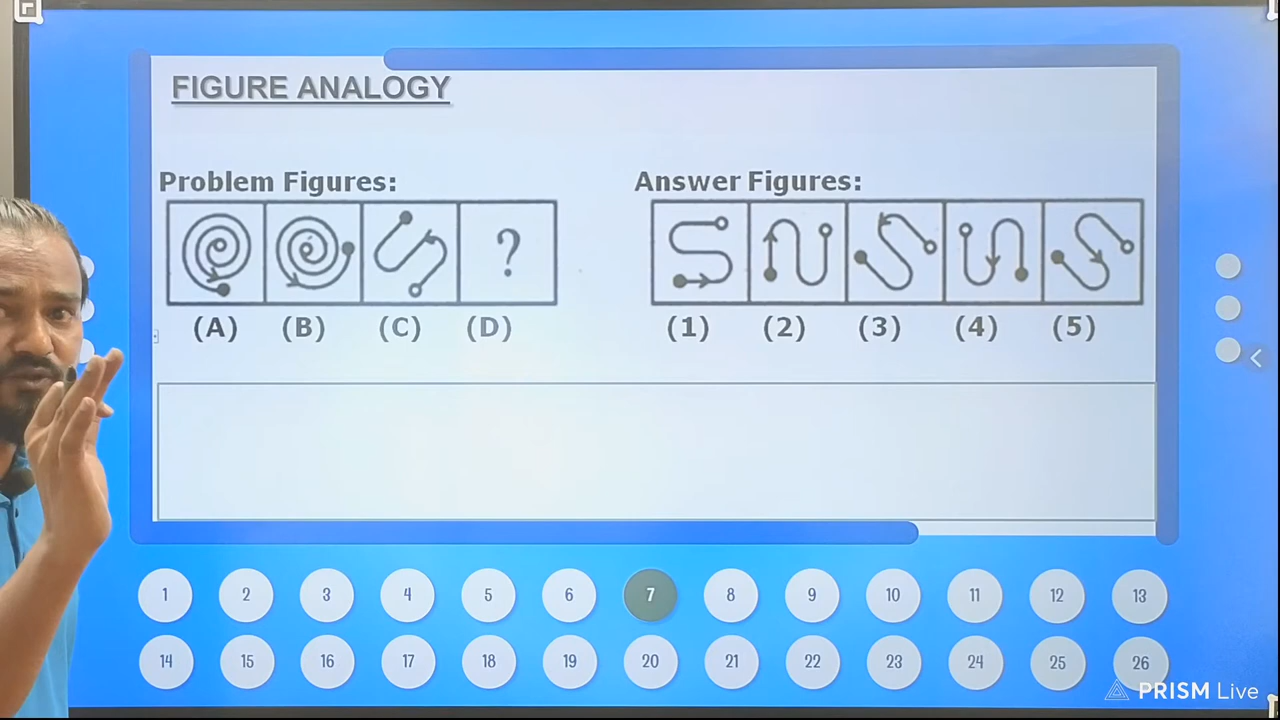 FIGURE ANALOGY
Problem Figures: Answer Figures:
?
(A) (B) (C) (D) (1) (2) (3) (4) (5)
1 2 3 4 5 6 7 8 9 10 11 12 13
14 15 16 17 18 19 20 21 22 23 24 25 26
PRISM Live